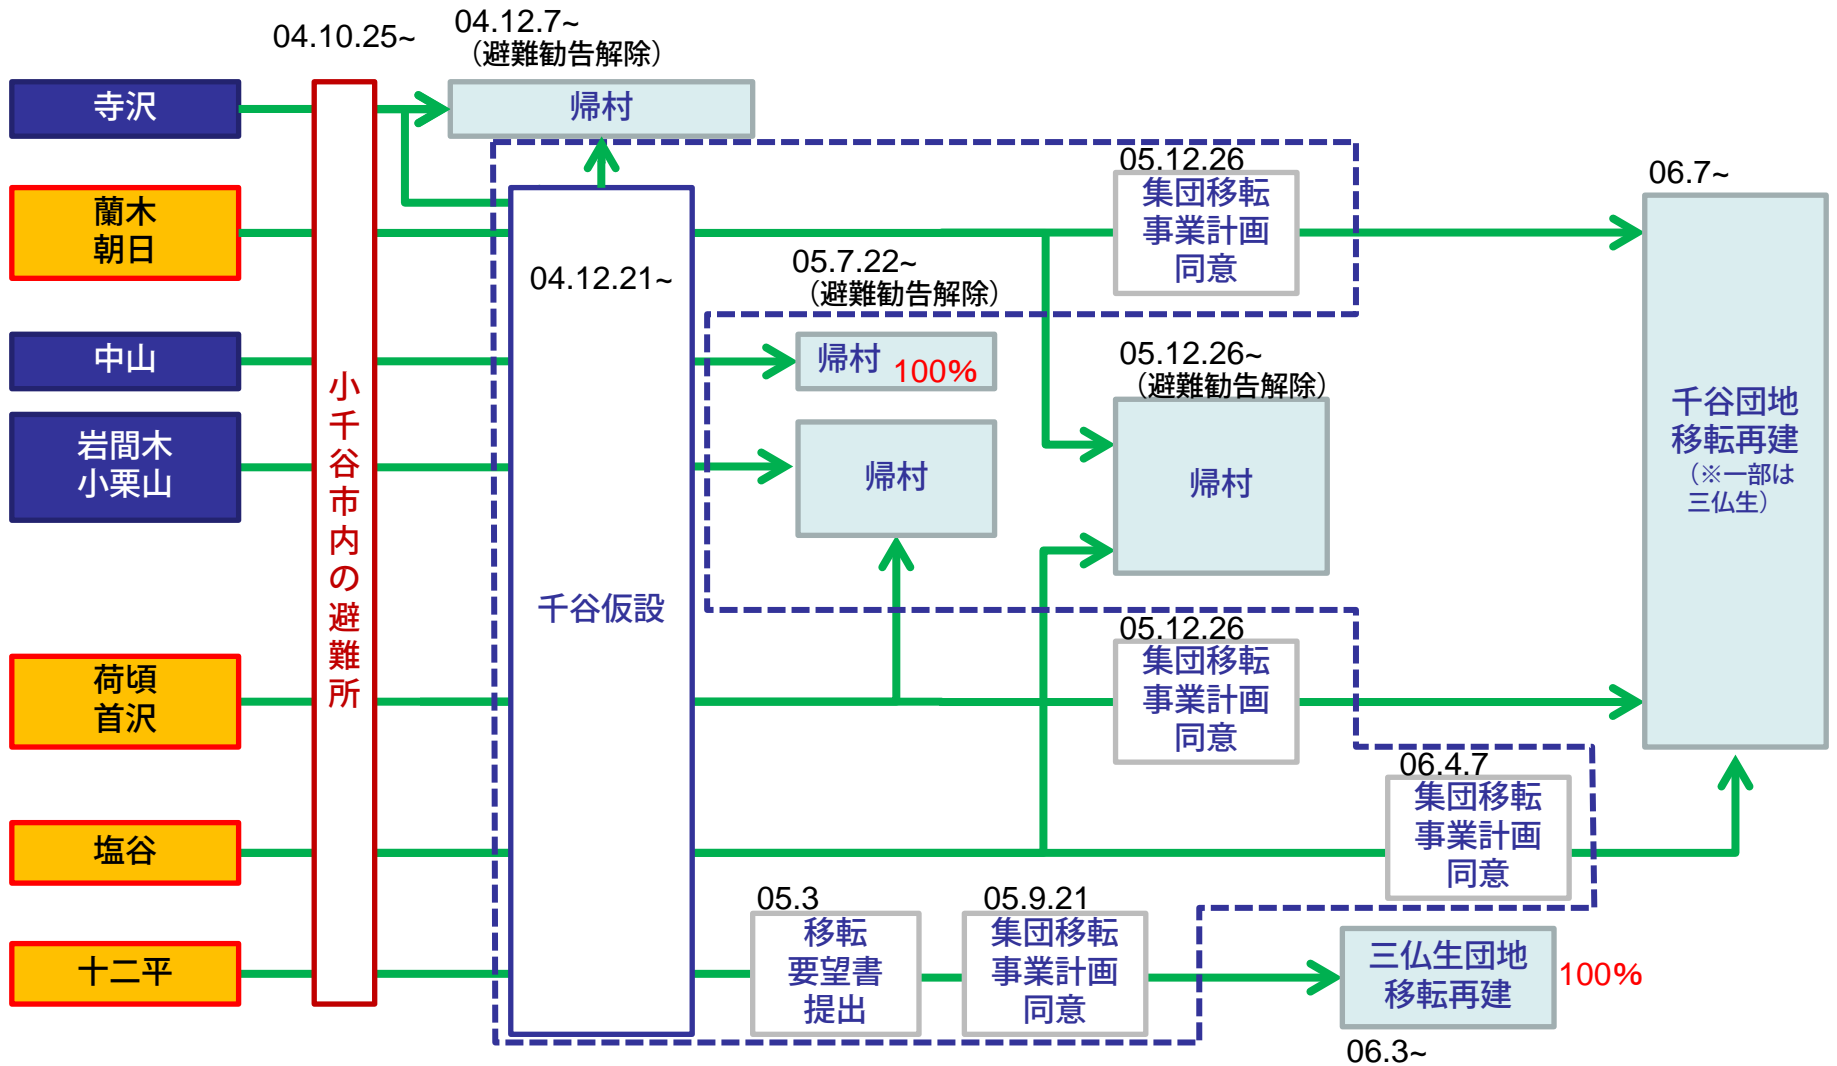 04.10.25~
04.12.7~
（避難勧告解除）
寺沢
帰村
蘭木
朝日
中山
岩間木
小栗山
荷頃
首沢
塩谷
十二平
小千谷市内の避難所
04.12.21~
千谷仮設
05.7.22~
（避難勧告解除）
帰村 100%
帰村
05.12.26
集団移転
事業計画
同意
05.12.26~
（避難勧告解除）
帰村
05.12.26
集団移転
事業計画
同意
06.4.7
集団移転
事業計画
同意
05.3
移転
要望書
提出
05.9.21
集団移転
事業計画
同意
三仏生団地
移転再建
100%
06.3~
06.7~
千谷団地
移転再建
（※一部は
三仏生）